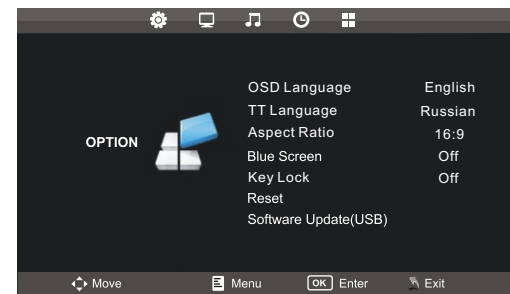 OPTION
OSD Language English
TT Language Russian
Aspect Ratio 16:9
Blue Screen Off
Key Lock Off
Reset
Software Update(USB)
Move Menu OK Enter Exit